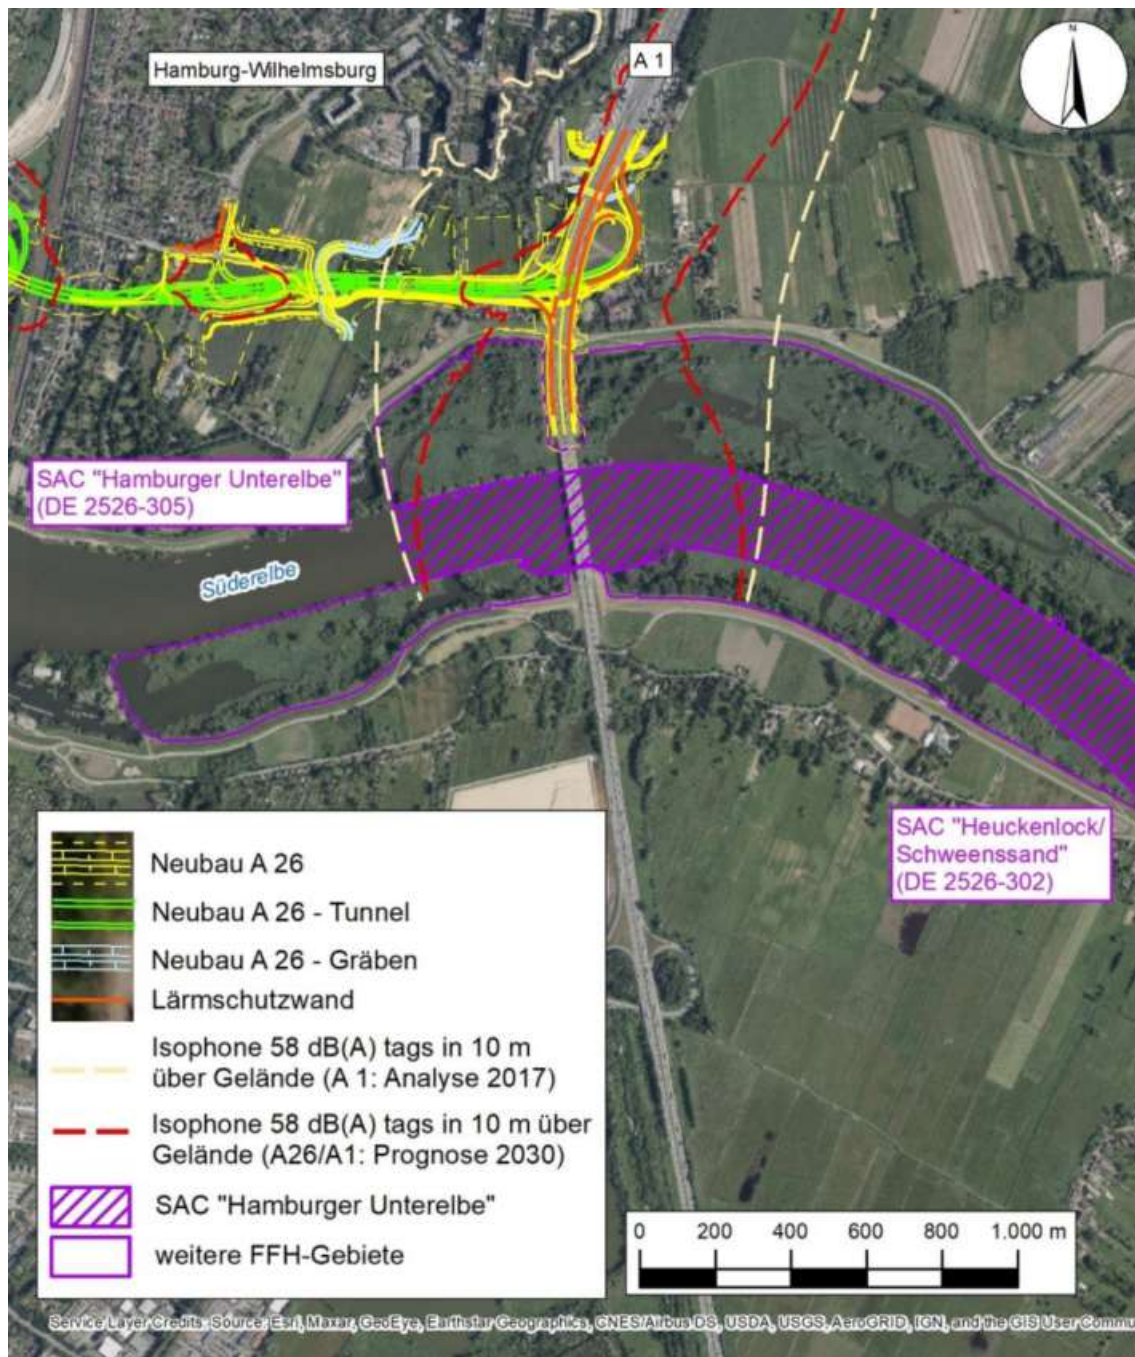 N
Hamburg-Wilhelmsburg
A 1
SAC "Hamburger Unterelbe"
(DE 2526-305)
Süderelbe
SAC "Heuckenlock/
Schweenssand"
(DE 2526-302)
Neubau A 26
Neubau A 26 - Tunnel
Neubau A 26 - Gräben
Lärmschutzwand
Isophone 58 dB(A) tags in 10 m
über Gelände (A 1: Analyse 2017)
Isophone 58 dB(A) tags in 10 m über
Gelände (A26/A1: Prognose 2030)
SAC "Hamburger Unterelbe"
weitere FFH-Gebiete
0 200 400 600 800 1.000 m
Service Layer Credits: Source: Esri, Maxar, GeoEye, Earthstar Geographics, CNES/Airbus DS, USDA, USGS, AeroGRID, IGN, and the GIS User Commu